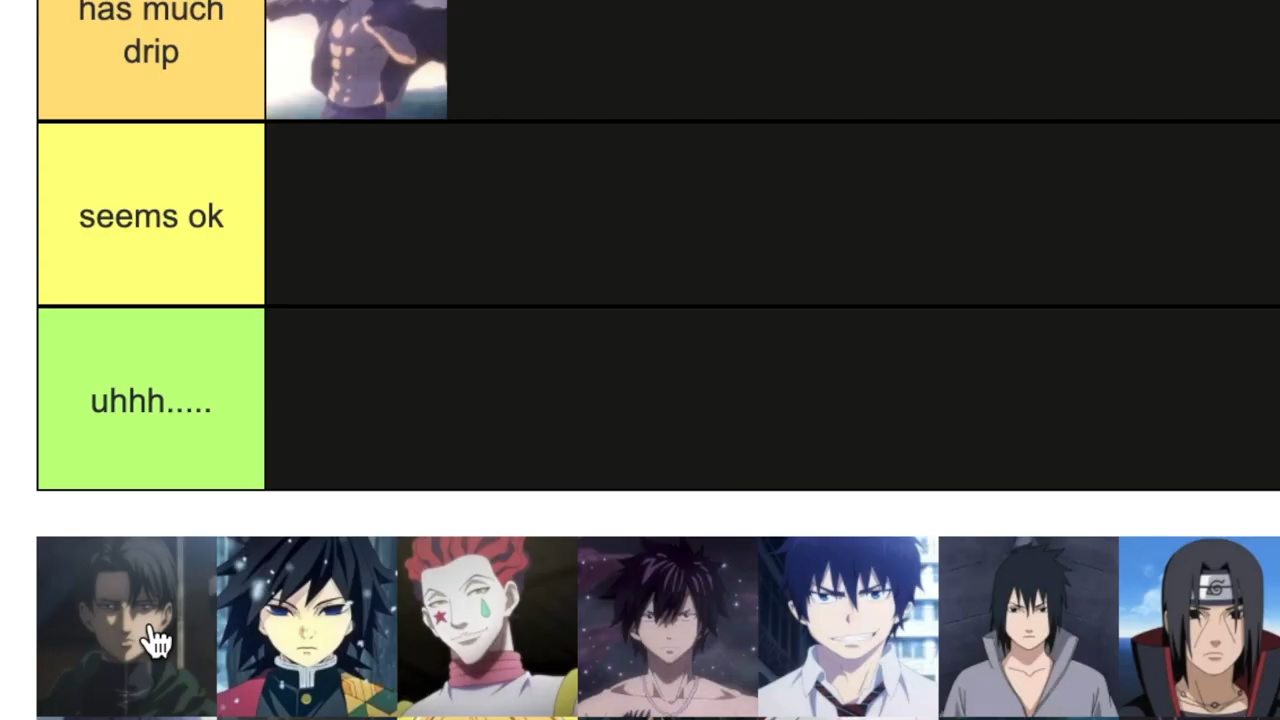 has much
drip
seems ok
uhhh.....